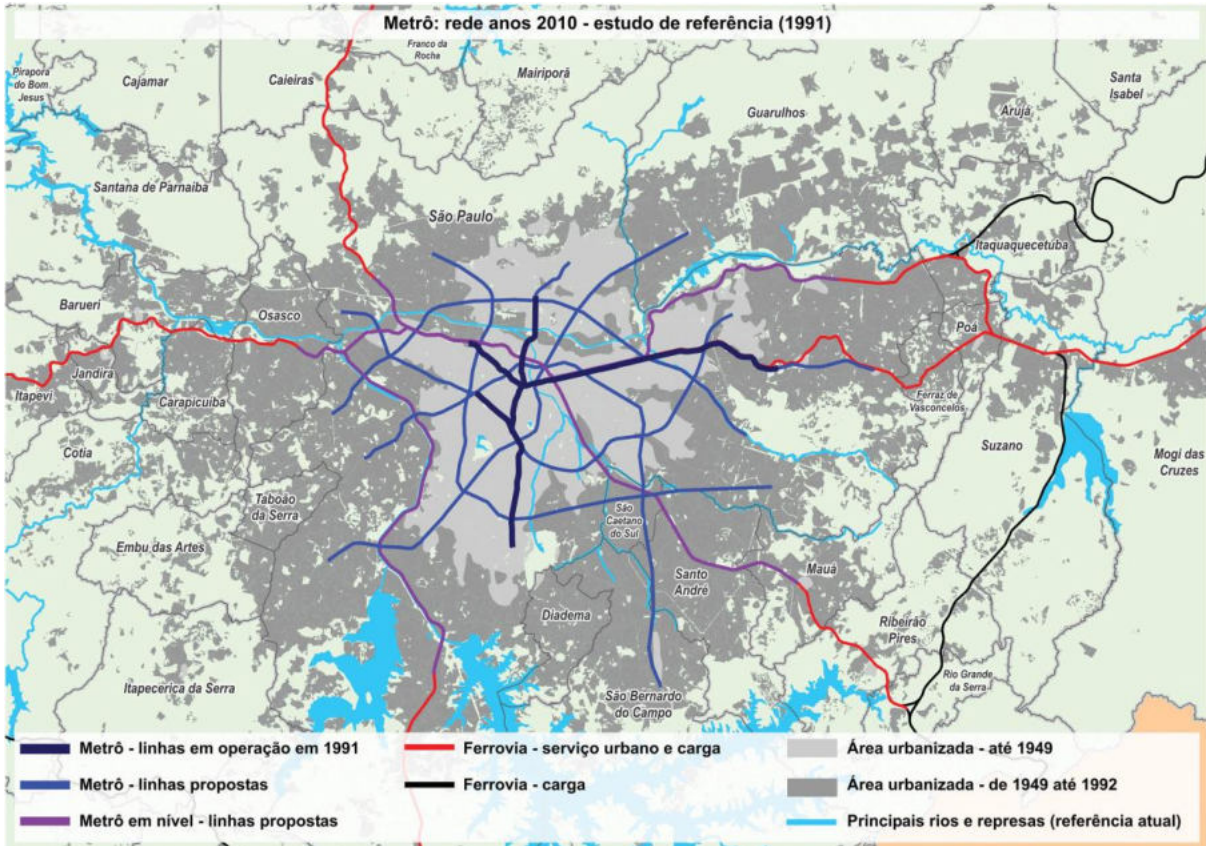 Metrô: rede anos 2010 - estudo de referência (1991)
Pirapora
do Bom
Jesus
Cajamar
Caieiras
Franco da
Rocha
Mairiporã
Guarulhos
Arujá
Santa
Isabel
Santana de Parnaíba
São Paulo
Itaquaquecetuba
Barueri
Osasco
Poá
Jandira
Itapevi
Carapicuíba
Ferraz de
Vasconcelos
Cotia
Suzano
Mogi das
Cruzes
Taboão
da Serra
São
Caetano
do Sul
Embu das Artes
Santo
André
Mauá
Diadema
Ribeirão
Pires
Itapecerica da Serra
São Bernardo
do Campo
Rio Grande
da Serra
Metrô - linhas em operação em 1991
Metrô - linhas propostas
Metrô em nível - linhas propostas
Ferrovia - serviço urbano e carga
Ferrovia - carga
Área urbanizada - até 1949
Área urbanizada - de 1949 até 1992
Principais rios e represas (referência atual)